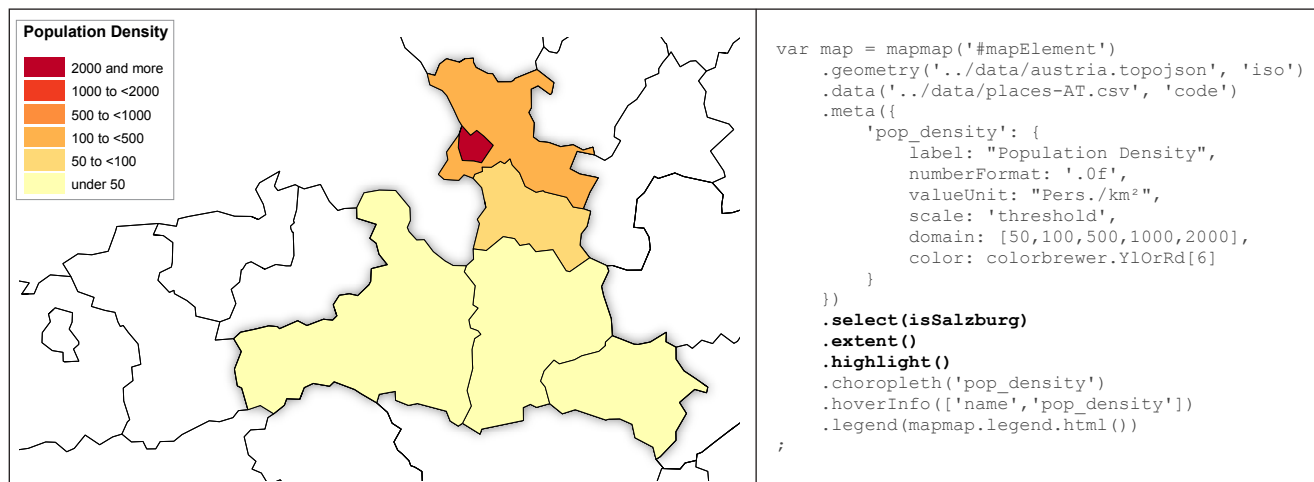 Population Density
2000 and more
1000 to <2000
500 to <1000
100 to <500
50 to <100
under 50
var map = mapmap('#mapElement')
    .geometry('../data/austria.topojson', 'iso')
    .data('../data/places-AT.csv', 'code')
    .meta({
        'pop_density': {
            label: "Population Density",
            numberFormat: '.0f',
            valueUnit: "Pers./km²",
            scale: 'threshold',
            domain: [50,100,500,1000,2000],
            color: colorbrewer.YlOrRd[6]
        }
    })
    .select(isSalzburg)
    .extent()
    .highlight()
    .choropleth('pop_density')
    .hoverInfo(['name','pop_density'])
    .legend(mapmap.legend.html())
;